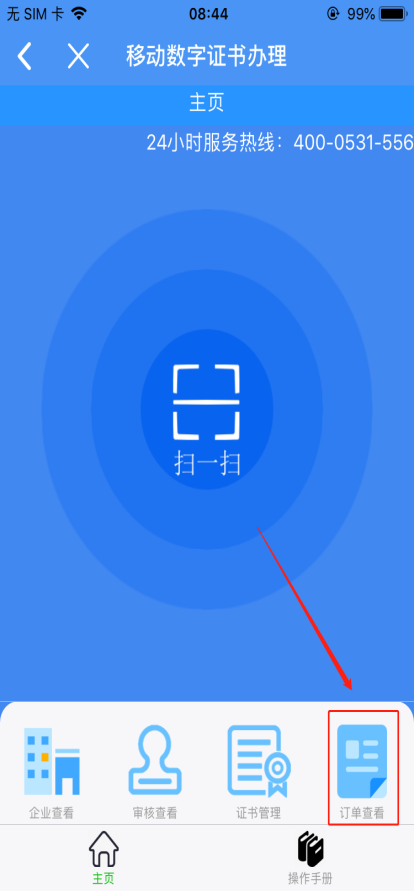 无 SIM 卡 08:44 99%
移动数字证书办理
主页
24小时服务热线：400-0531-556
扫一扫
企业查看 审核查看 证书管理 订单查看
主页 操作手册